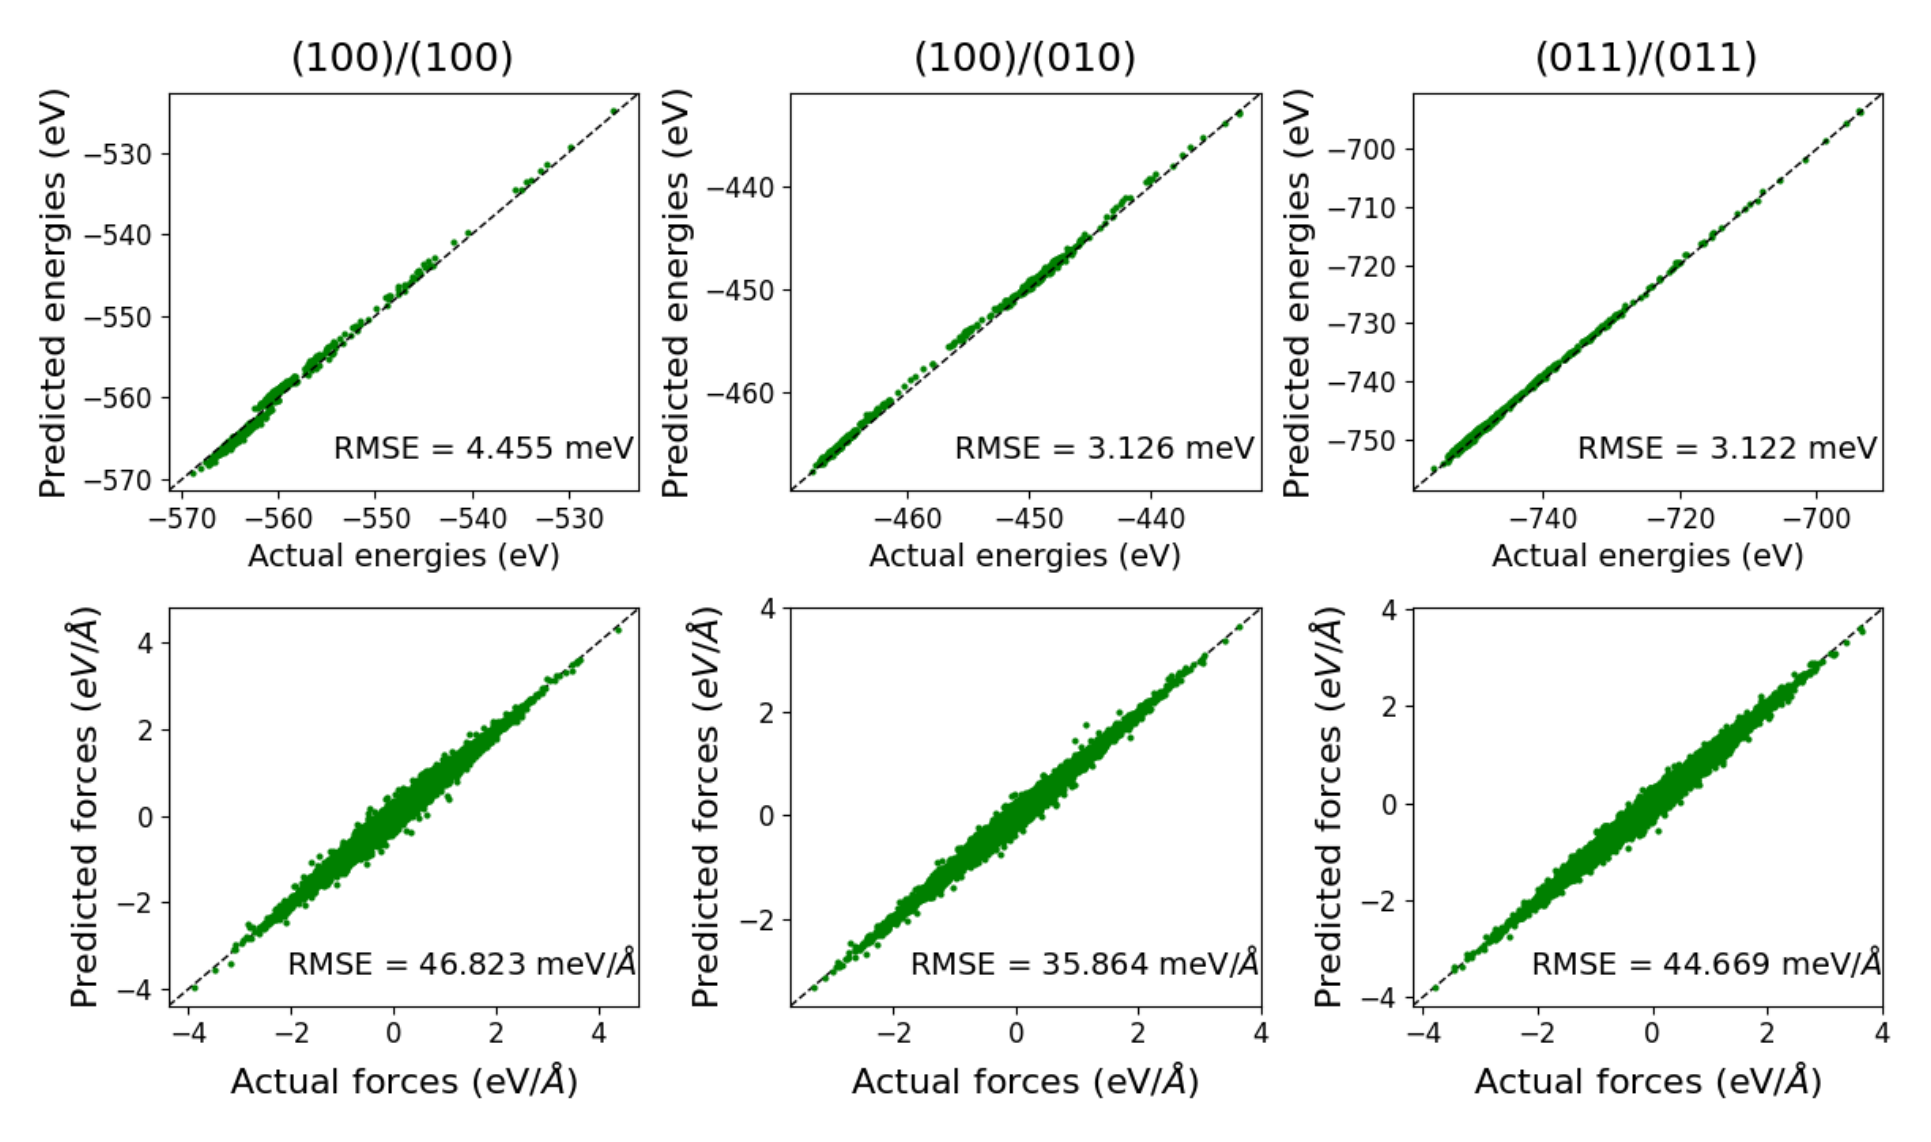 (100)/(100)
(100)/(010)
(011)/(011)
Predicted energies (eV)
−530
−540
−550
−560
−570
RMSE = 4.455 meV
−570 −560 −550 −540 −530
Actual energies (eV)
Predicted energies (eV)
−440
−450
−460
RMSE = 3.126 meV
−460 −450 −440
Actual energies (eV)
Predicted energies (eV)
−700
−710
−720
−730
−740
−750
RMSE = 3.122 meV
−740 −720 −700
Actual energies (eV)
Predicted forces (eV/Å)
4
2
0
−2
−4
RMSE = 46.823 meV/Å
−4 −2 0 2 4
Actual forces (eV/Å)
Predicted forces (eV/Å)
4
2
0
−2
RMSE = 35.864 meV/Å
−2 0 2 4
Actual forces (eV/Å)
Predicted forces (eV/Å)
4
2
0
−2
−4
RMSE = 44.669 meV/Å
−4 −2 0 2 4
Actual forces (eV/Å)